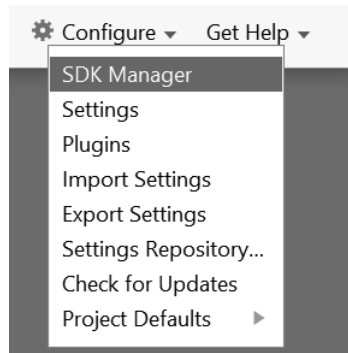 Configure Get Help
SDK Manager
Settings
Plugins
Import Settings
Export Settings
Settings Repository...
Check for Updates
Project Defaults